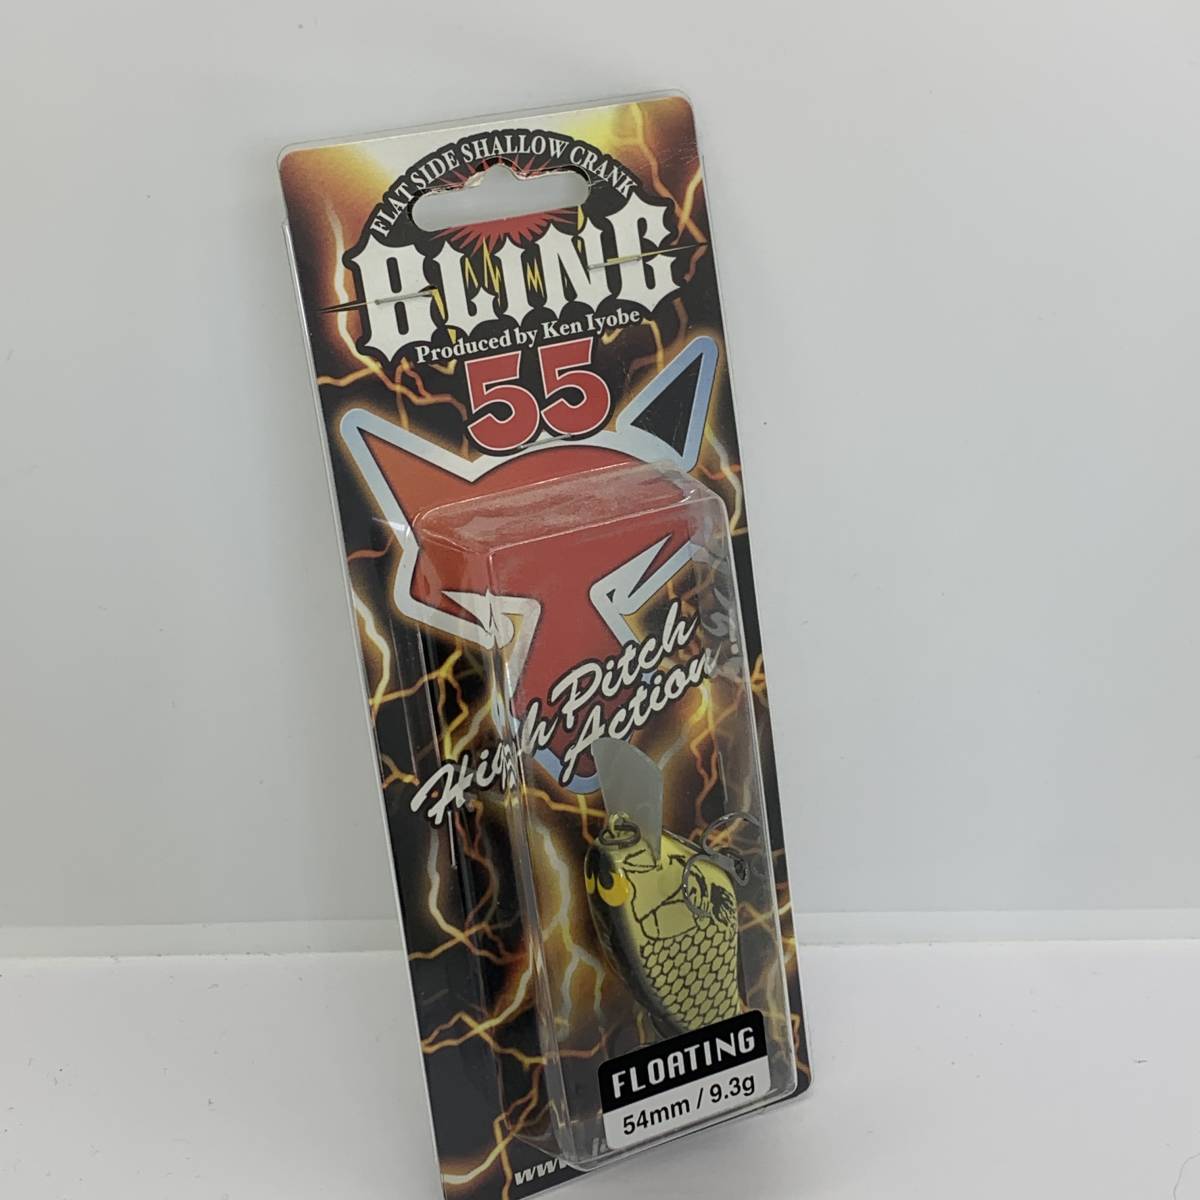 FLAT SIDE SHALLOW CRANK
BLING
Produced by Ken Iyobe
55
High Pitch
Action!
FLOATING
54mm / 9.3g